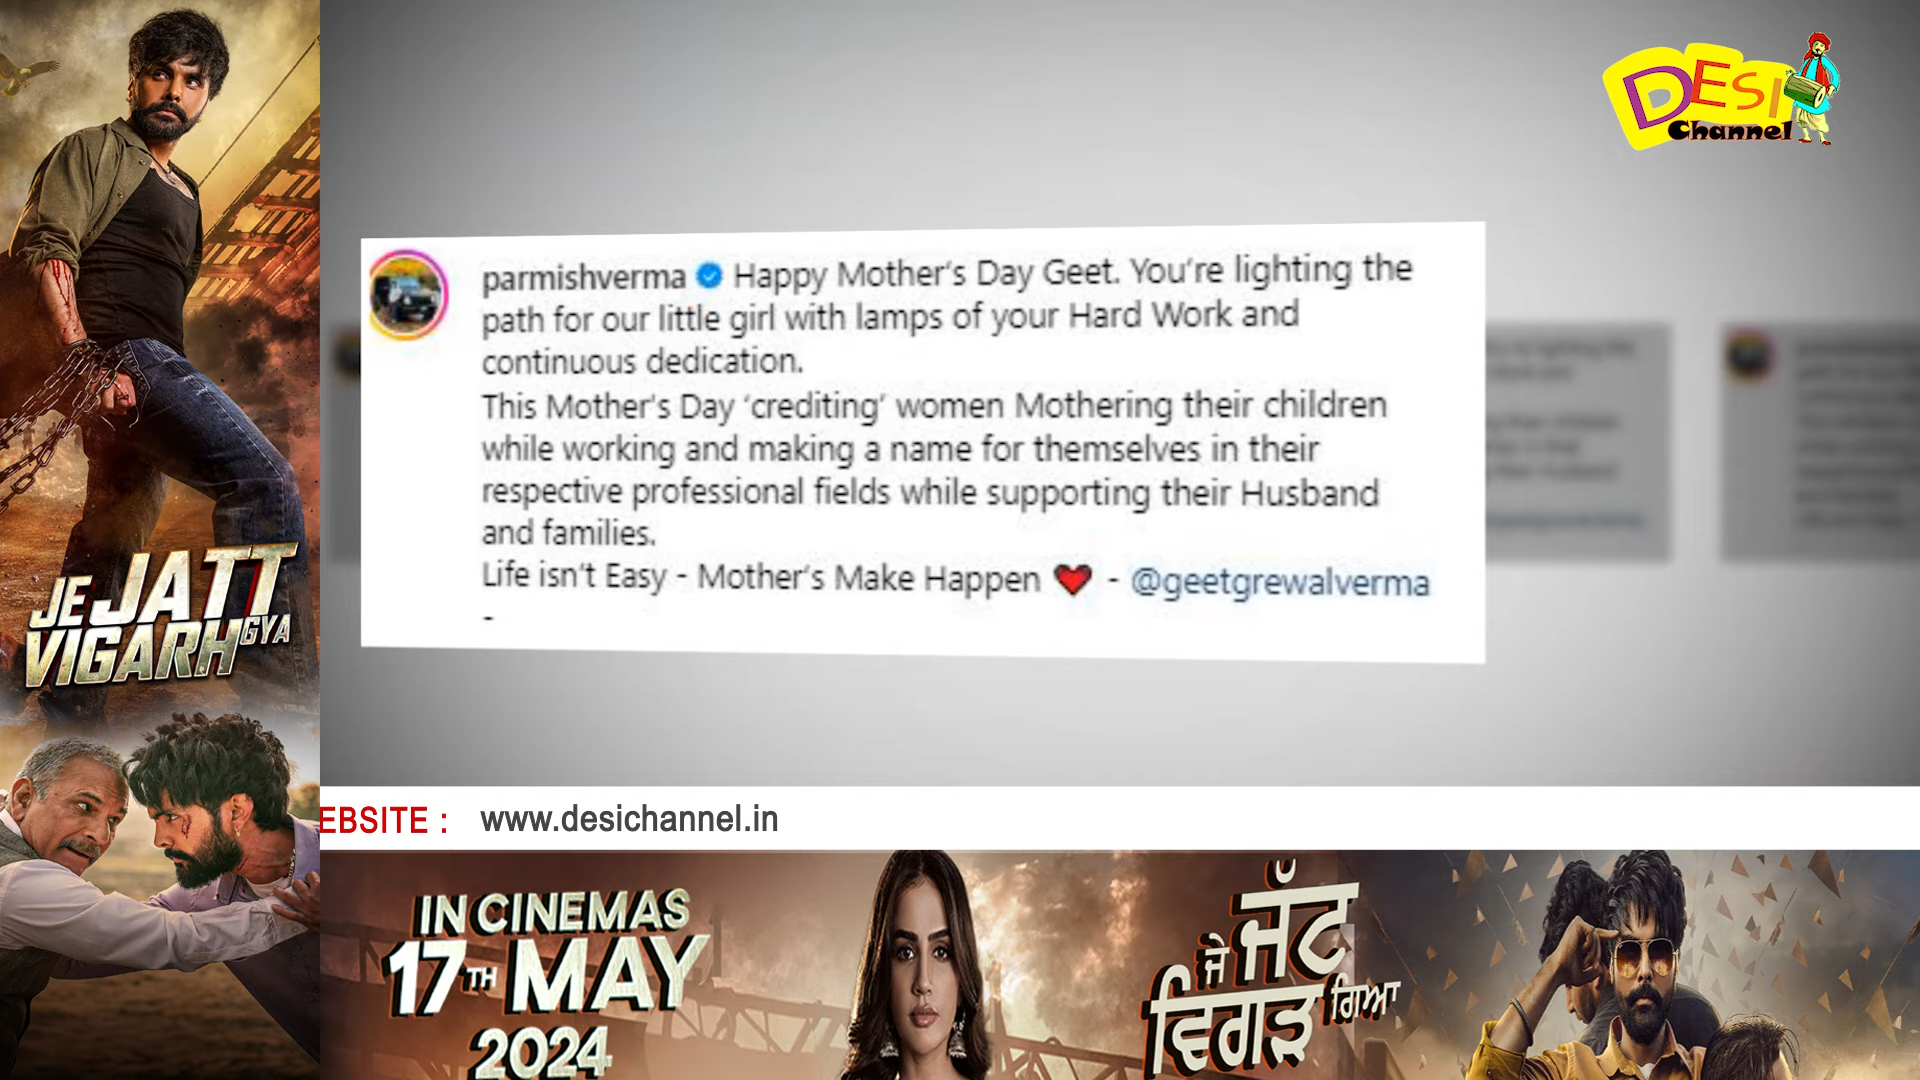 DESI
Channel
parmishverma Happy Mother's Day Geet. You're lighting the
path for our little girl with lamps of your Hard Work and
continuous dedication.
This Mother's Day ‘crediting’ women Mothering their children
while working and making a name for themselves in their
respective professional fields while supporting their Husband
and families.
Life isn't Easy - Mother's Make Happen ❤ - @geetgrewalverma
-
JE JATT
VIGARH GYA
EBSITE : www.desichannel.in
IN CINEMAS
17TH MAY
2024
ਜੇ ਜੱਟ
ਵਿਗੜ ਗਿਆ